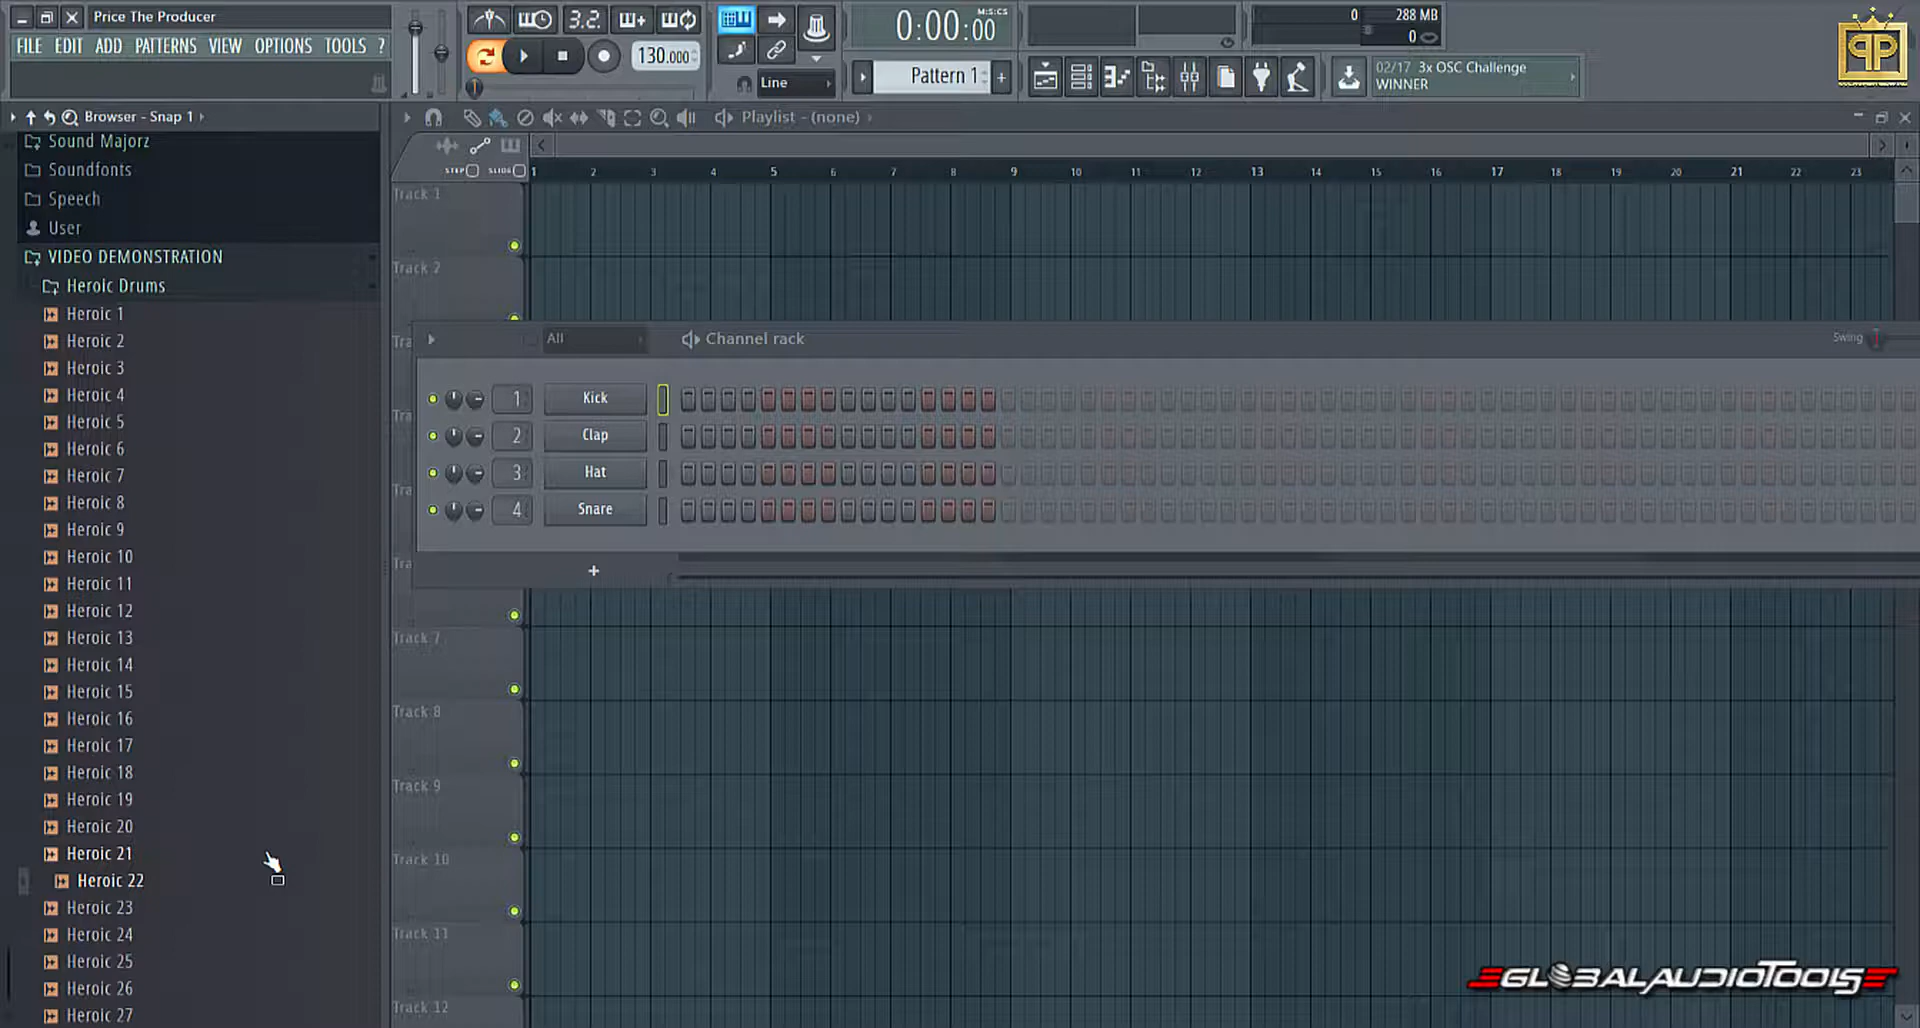 Price The Producer
FILE EDIT ADD PATTERNS VIEW OPTIONS TOOLS ?
3.2.
130.000
Line
0:00:00
M:S:CS
Pattern 1
+
0
288 MB
0
02/17 3x OSC Challenge
WINNER
Browser - Snap 1
Sound Majorz
Soundfonts
Speech
User
VIDEO DEMONSTRATION
Heroic Drums
Heroic 1
Heroic 2
Heroic 3
Heroic 4
Heroic 5
Heroic 6
Heroic 7
Heroic 8
Heroic 9
Heroic 10
Heroic 11
Heroic 12
Heroic 13
Heroic 14
Heroic 15
Heroic 16
Heroic 17
Heroic 18
Heroic 19
Heroic 20
Heroic 21
Heroic 22
Heroic 23
Heroic 24
Heroic 25
Heroic 26
Heroic 27
Playlist - (none)
STEP SLIDE
1 2 3 4 5 6 7 8 9 10 11 12 13 14 15 16 17 18 19 20 21 22 23
Track 1
Track 2
All
Channel rack
Swing
1 Kick
2 Clap
3 Hat
4 Snare
+
Track 7
Track 8
Track 9
Track 10
Track 11
Track 12
GLOBALAUDIOTOOLS